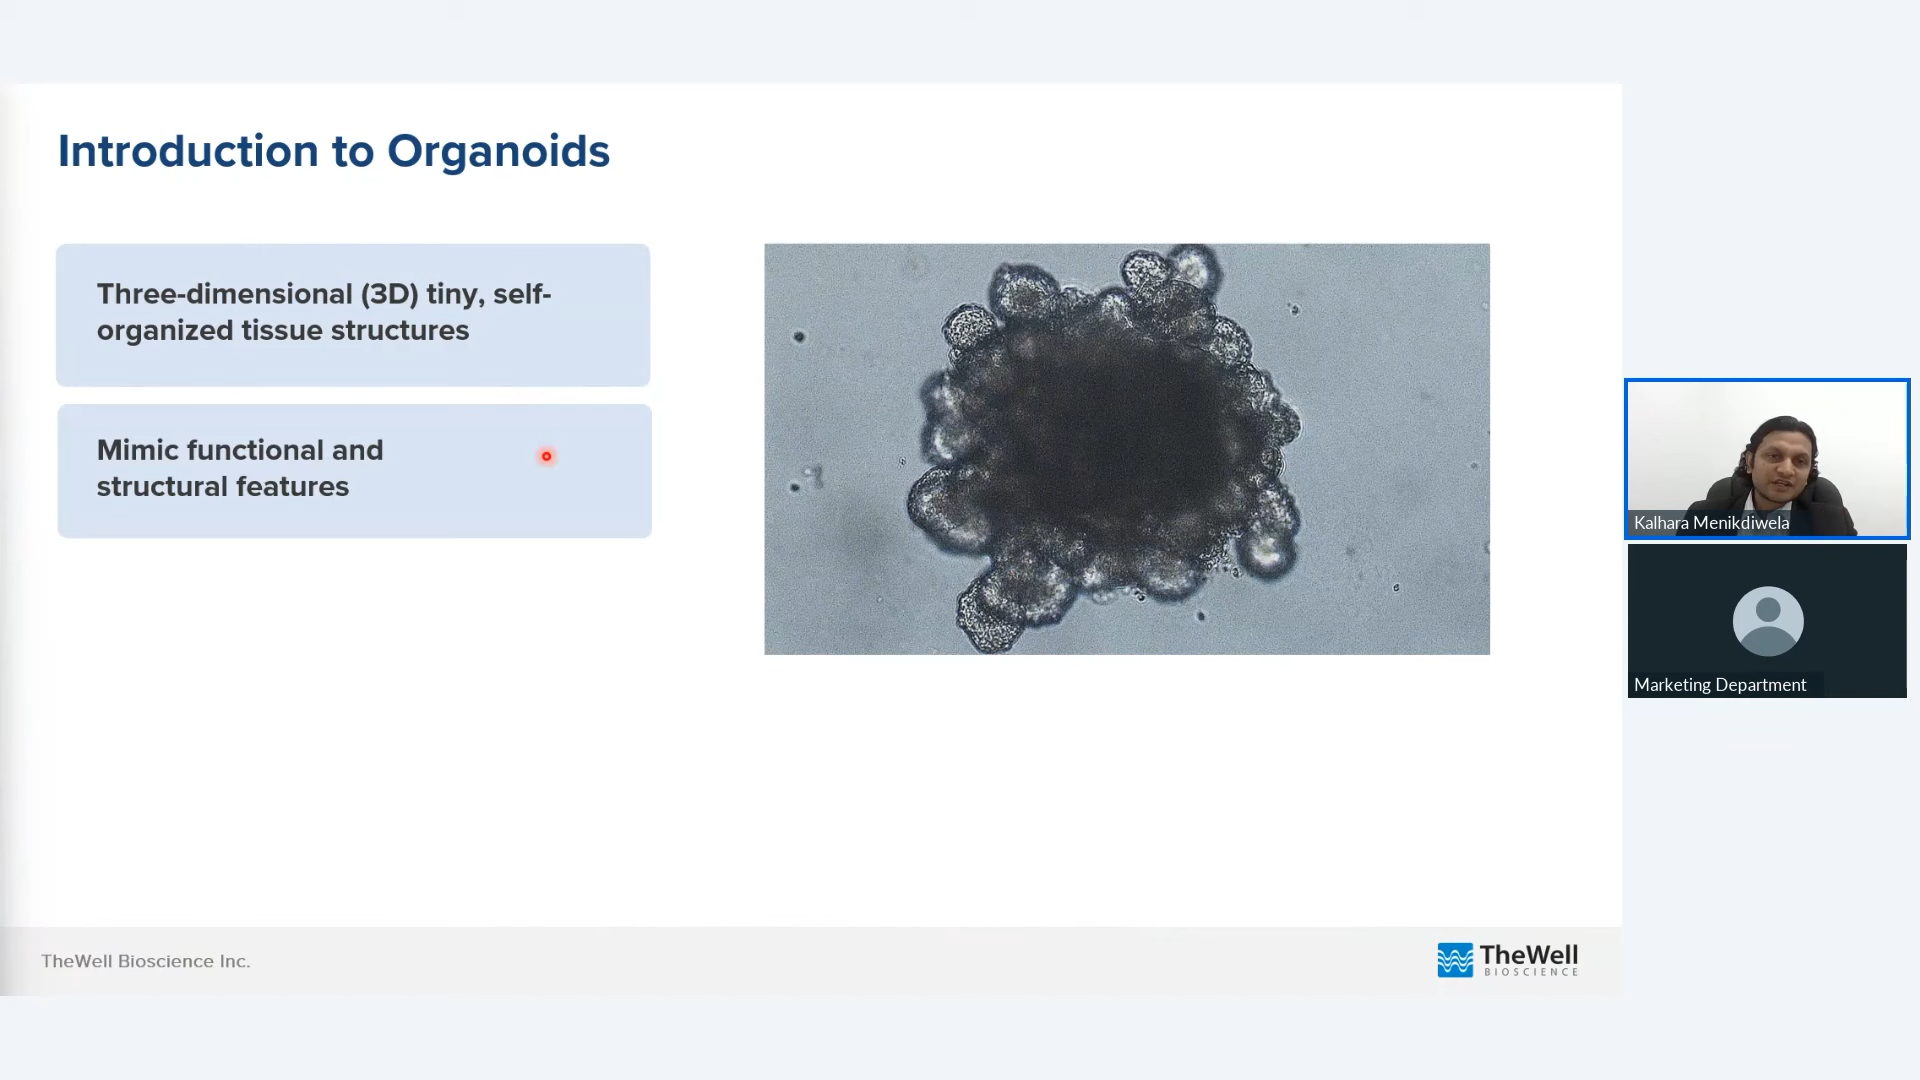 Introduction to Organoids
Three-dimensional (3D) tiny, self-
organized tissue structures
Mimic functional and
structural features
Kalhara Menikdiwela
Marketing Department
TheWell Bioscience Inc.
TheWell
BIOSCIENCE